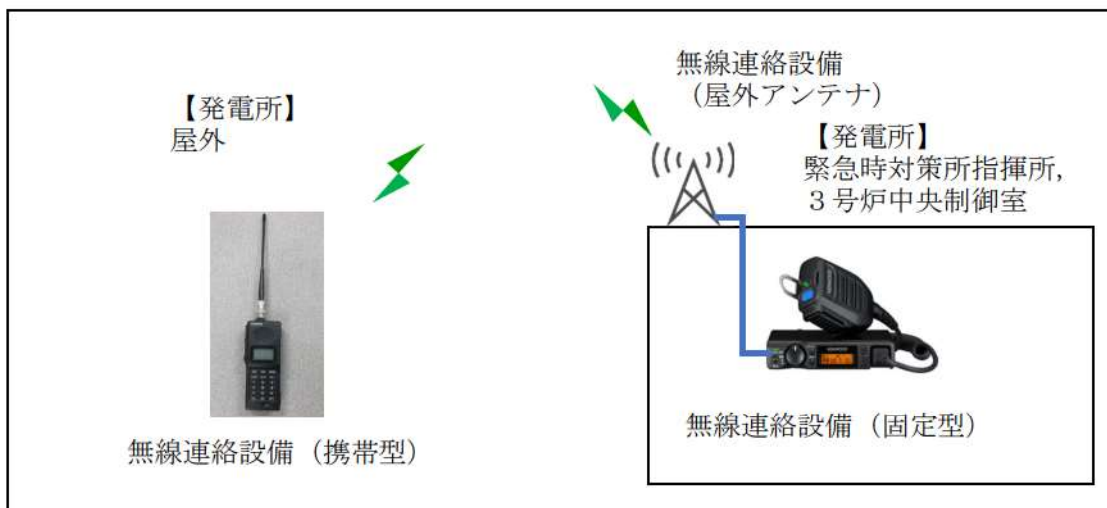 【発電所】
屋外
無線連絡設備（携帯型）
無線連絡設備
（屋外アンテナ）
【発電所】
緊急時対策所指揮所，
３号炉中央制御室
無線連絡設備（固定型）